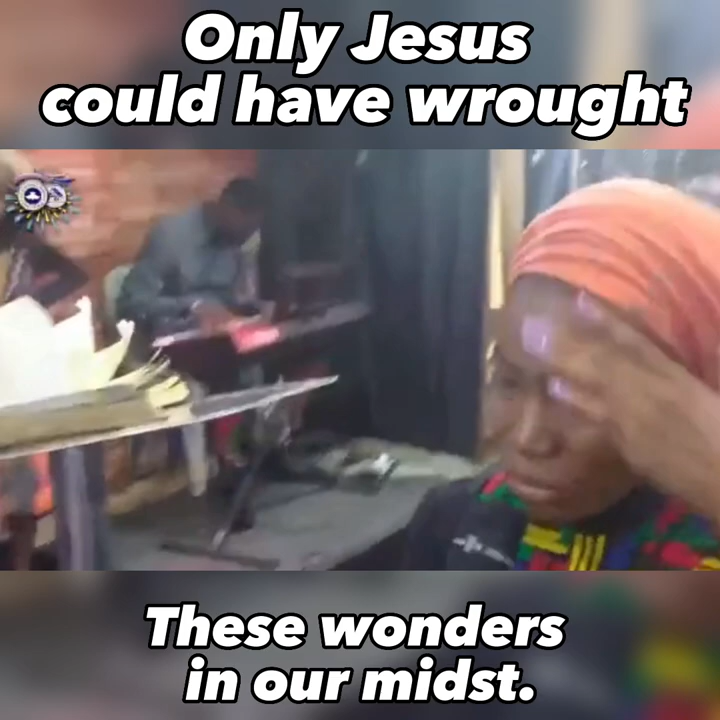 Only Jesus
could have wrought
These wonders
in our midst.